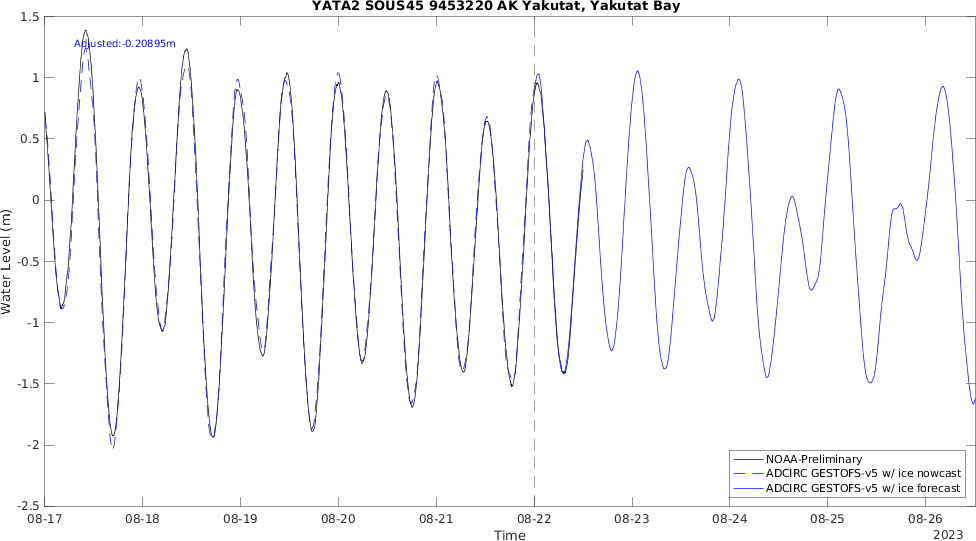 YATA2 SOUS45 9453220 AK Yakutat, Yakutat Bay
Adjusted:-0.20895m
1.5
1
0.5
0
-0.5
-1
-1.5
-2
-2.5
Water Level (m)
NOAA-Preliminary
ADCIRC GESTOFS-v5 w/ ice nowcast
ADCIRC GESTOFS-v5 w/ ice forecast
08-17 08-18 08-19 08-20 08-21 08-22 08-23 08-24 08-25 08-26
Time
2023